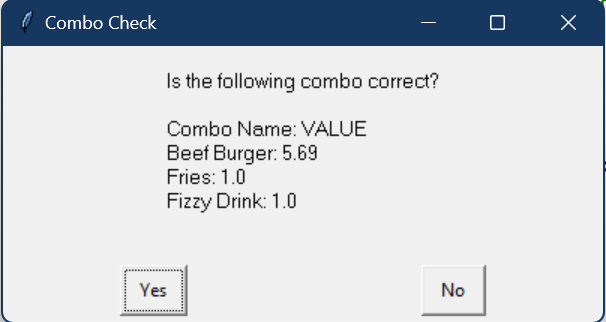 Combo Check
Is the following combo correct?
Combo Name: VALUE
Beef Burger: 5.69
Fries: 1.0
Fizzy Drink: 1.0
Yes No